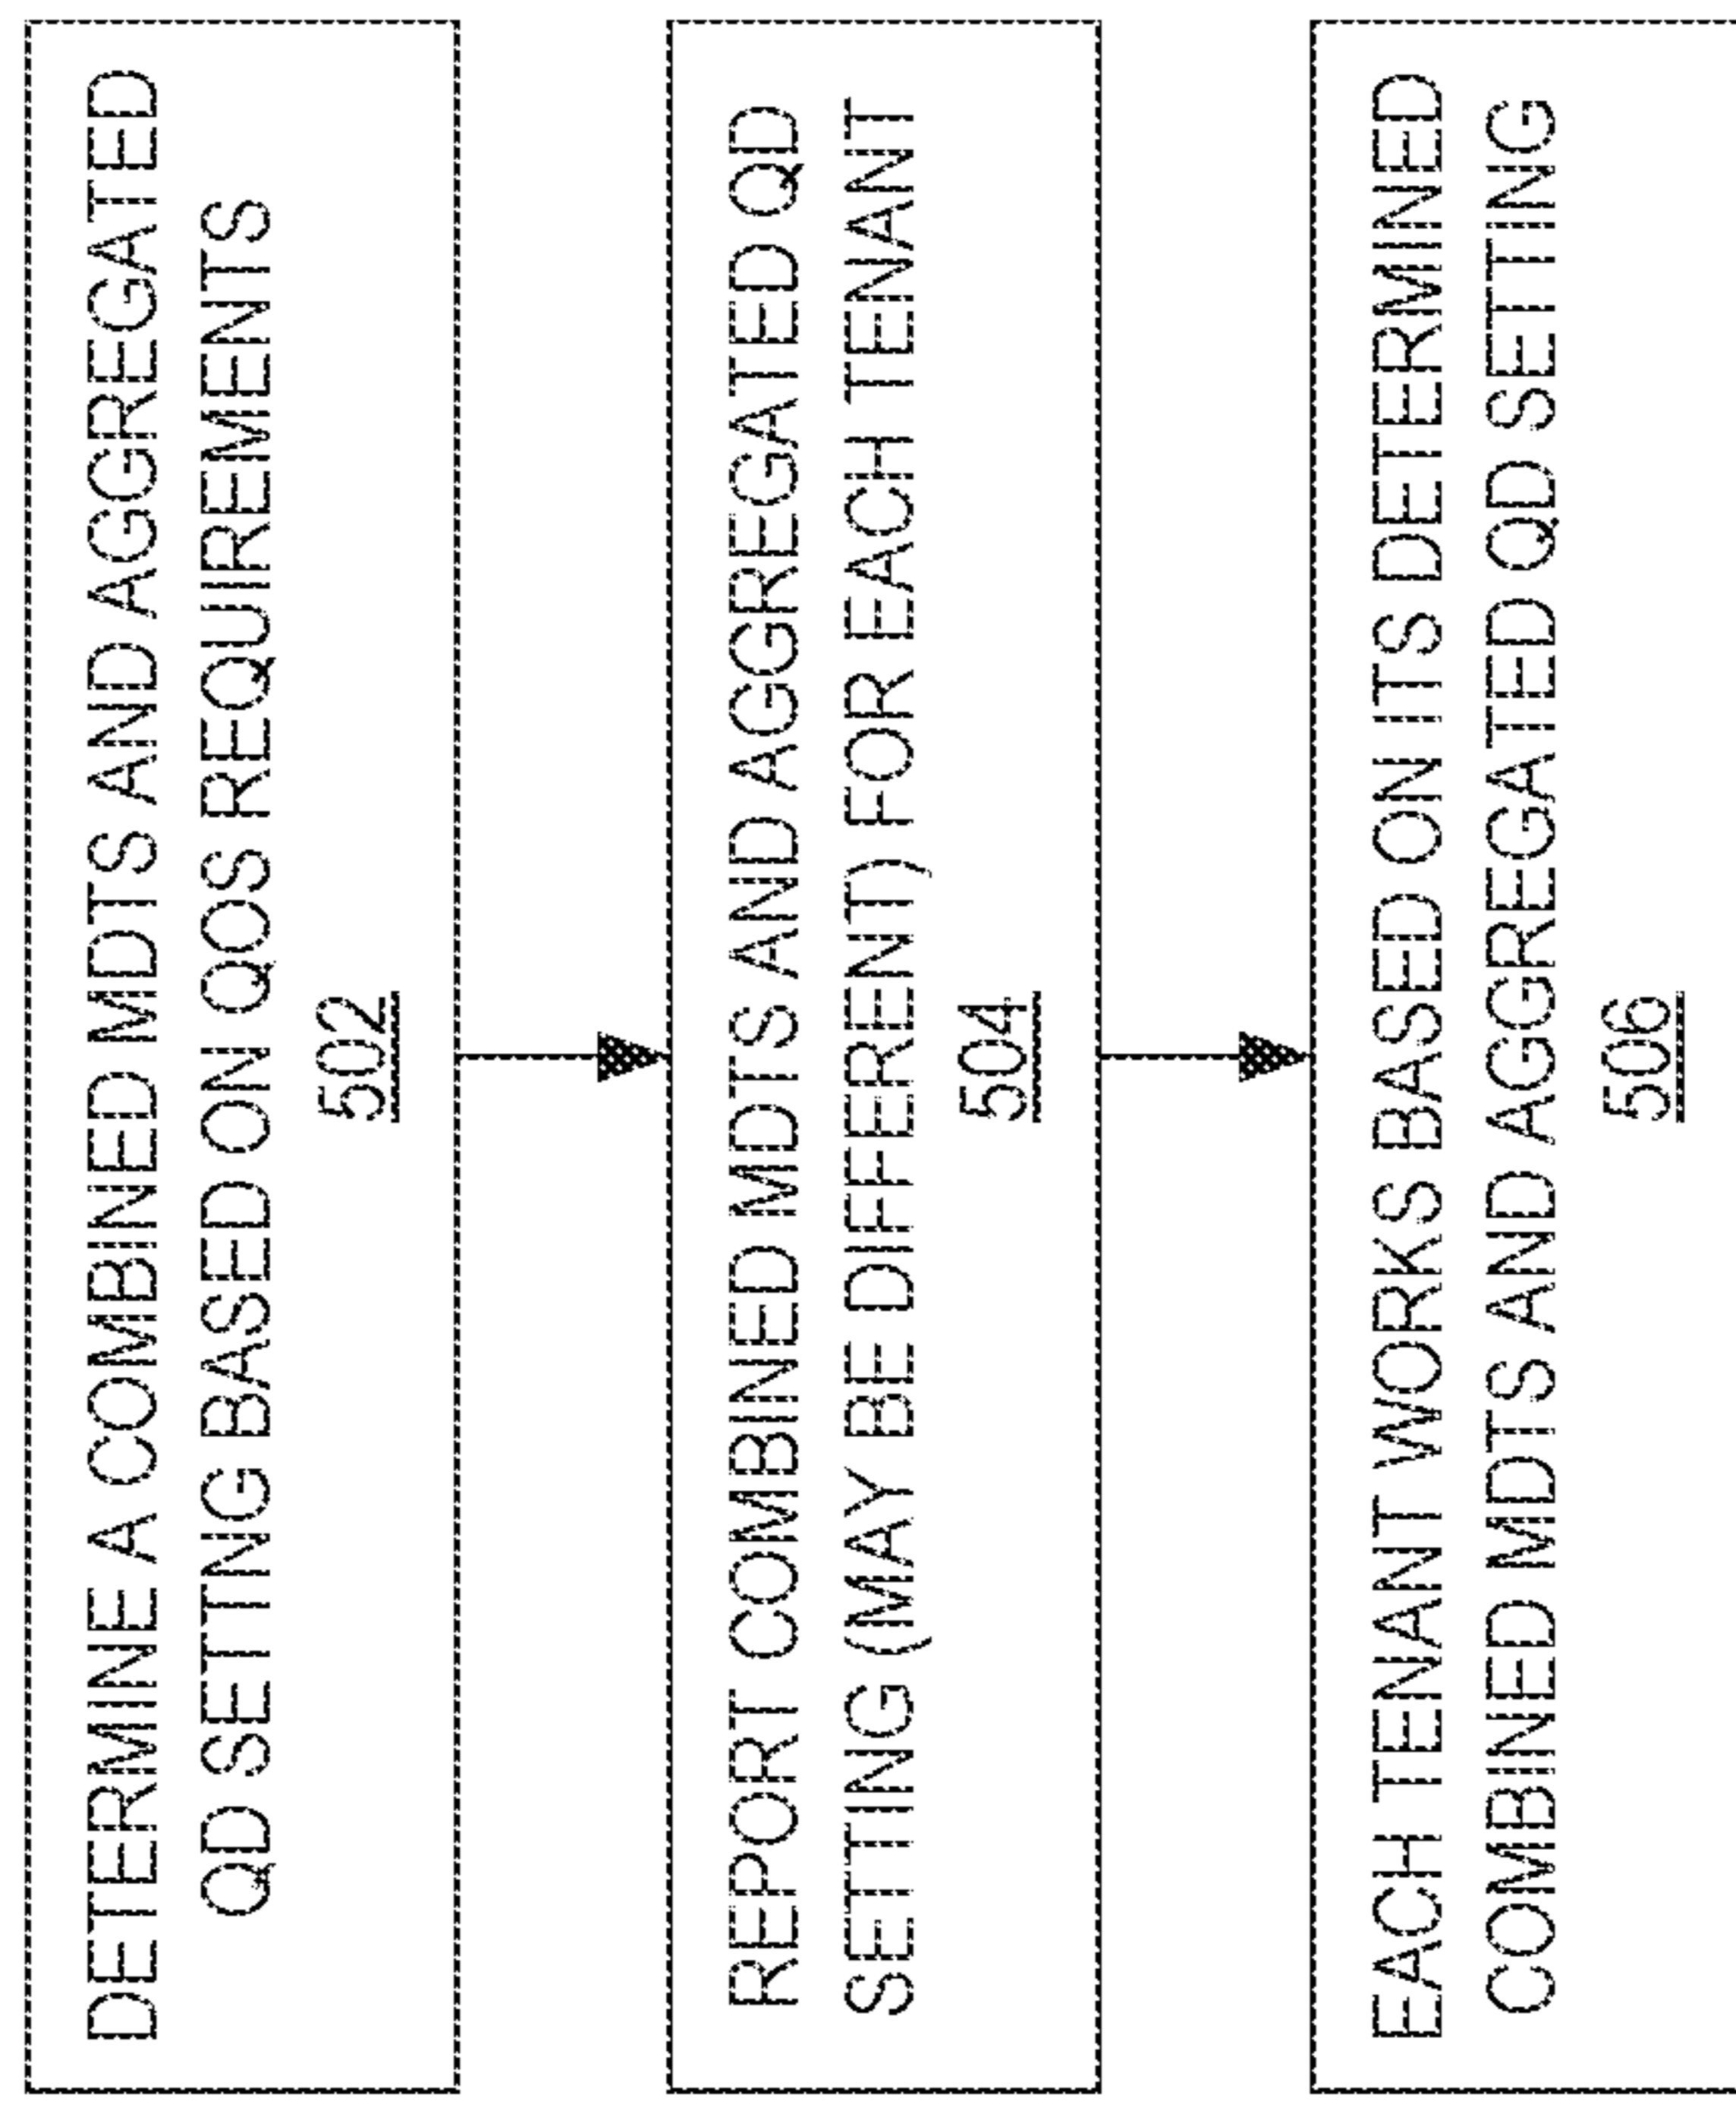 DETERMINE A COMBINED MDTS AND AGGREGATED
QD SETTING BASED ON QOS REQUIREMENTS
502
REPORT COMBINED MDTS AND AGGREGATED QD
SETTING (MAY BE DIFFERENT) FOR EACH TENANT
504
EACH TENANT WORKS BASED ON ITS DETERMINED
COMBINED MDTS AND AGGREGATED QD SETTING
506